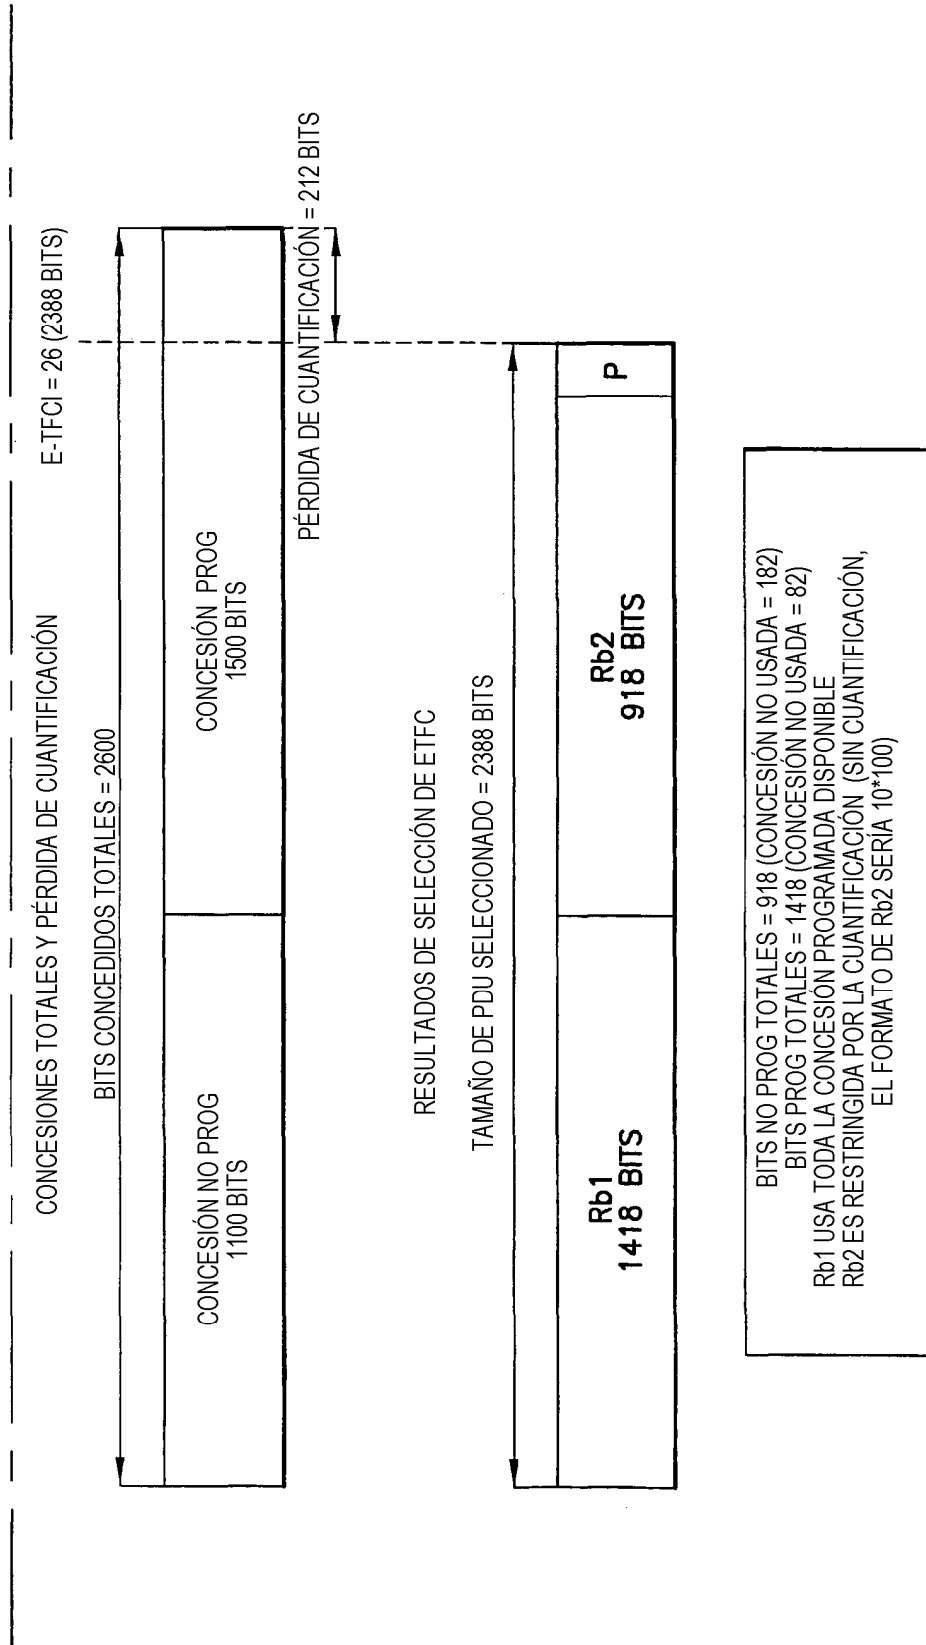 CONCESIONES TOTALES Y PÉRDIDA DE CUANTIFICACIÓN
E-TFCI = 26 (2388 BITS)
BITS CONCEDIDOS TOTALES = 2600
CONCESIÓN NO PROG
1100 BITS
CONCESIÓN PROG
1500 BITS
PÉRDIDA DE CUANTIFICACIÓN = 212 BITS
RESULTADOS DE SELECCIÓN DE ETFC
TAMAÑO DE PDU SELECCIONADO = 2388 BITS
Rb1
1418 BITS
Rb2
918 BITS
P
BITS NO PROG TOTALES = 918 (CONCESIÓN NO USADA = 182)
BITS PROG TOTALES = 1418 (CONCESIÓN NO USADA = 82)
Rb1 USA TODA LA CONCESIÓN PROGRAMADA DISPONIBLE
Rb2 ES RESTRINGIDA POR LA CUANTIFICACIÓN (SIN CUANTIFICACIÓN,
EL FORMATO DE Rb2 SERÍA 10*100)